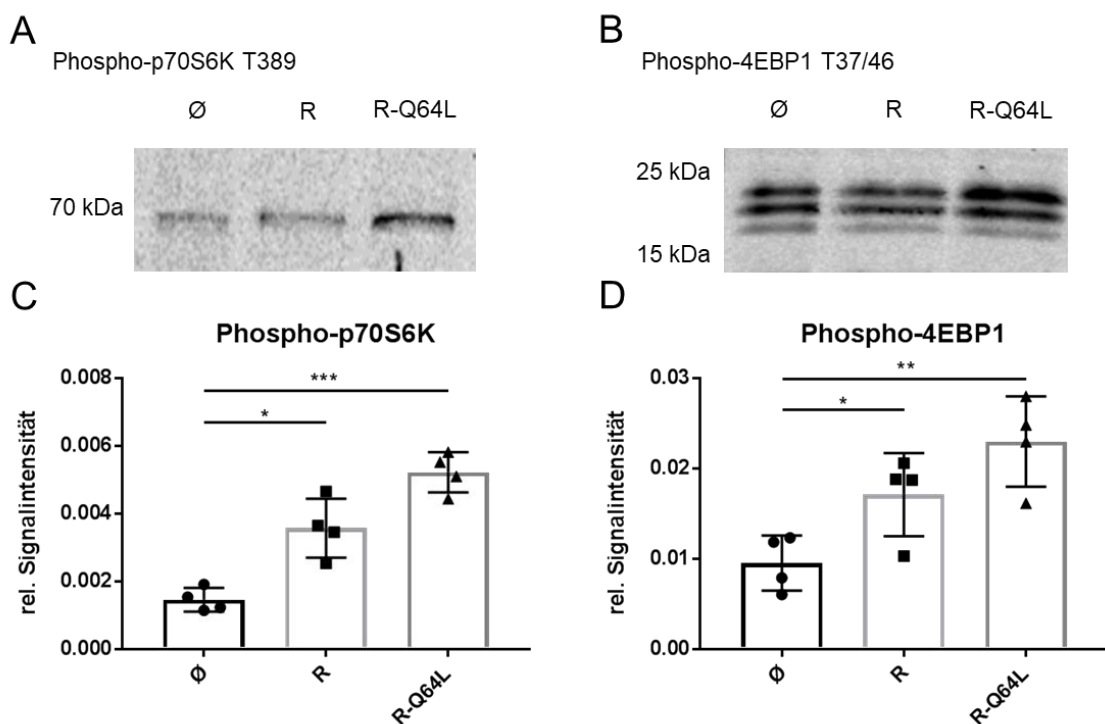 A
Phospho-p70S6K T389
Ø R R-Q64L
70 kDa
B
Phospho-4EBP1 T37/46
Ø R R-Q64L
25 kDa
15 kDa
C
Phospho-p70S6K
rel. Signalintensität
0.008
0.006
0.004
0.002
0.000
***
*
Ø
R
R-Q64L
D
Phospho-4EBP1
rel. Signalintensität
0.03
0.02
0.01
0.00
**
*
Ø
R
R-Q64L